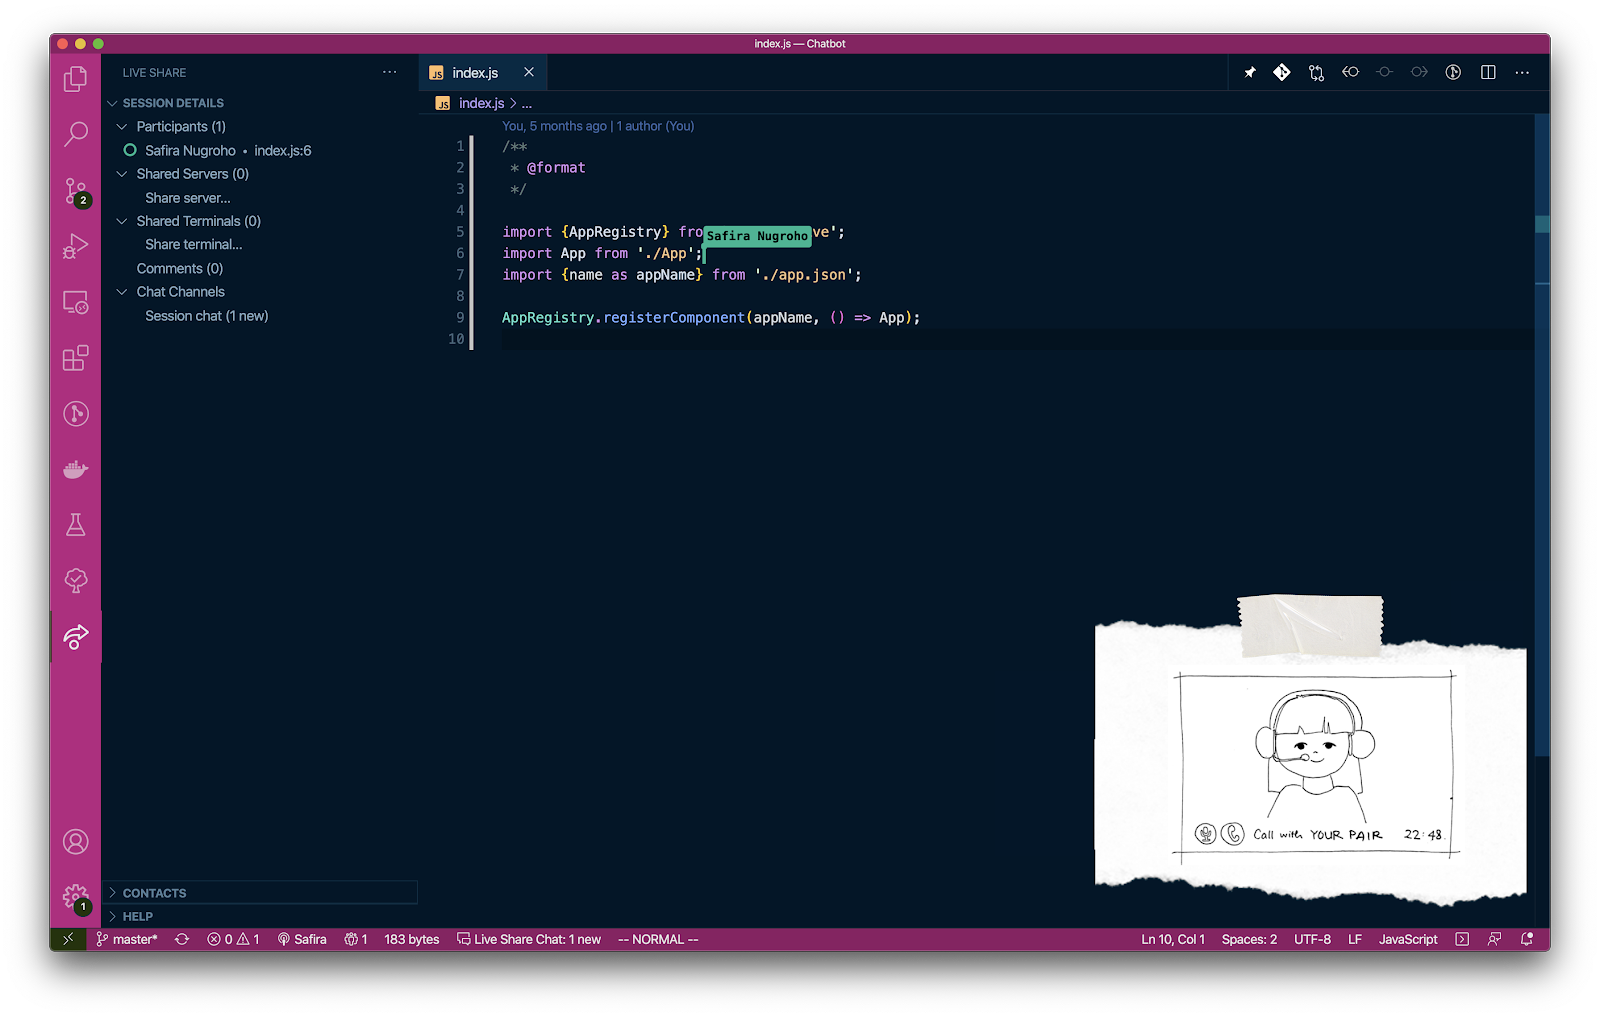 index.js — Chatbot
LIVE SHARE
···
SESSION DETAILS
Participants (1)
Safira Nugroho • index.js:6
Shared Servers (0)
Share server...
Shared Terminals (0)
Share terminal...
Comments (0)
Chat Channels
Session chat (1 new)
CONTACTS
HELP
2
1
JS index.js
JS index.js > ...
You, 5 months ago | 1 author (You)
1 /**
2 * @format
3 */
4
5 import {AppRegistry} fro ve';
Safira Nugroho
6 import App from './App';
7 import {name as appName} from './app.json';
8
9 AppRegistry.registerComponent(appName, () => App);
10
Call with YOUR PAIR 22:48.
master* 0 1 Safira 1 183 bytes Live Share Chat: 1 new -- NORMAL -- Ln 10, Col 1 Spaces: 2 UTF-8 LF JavaScript